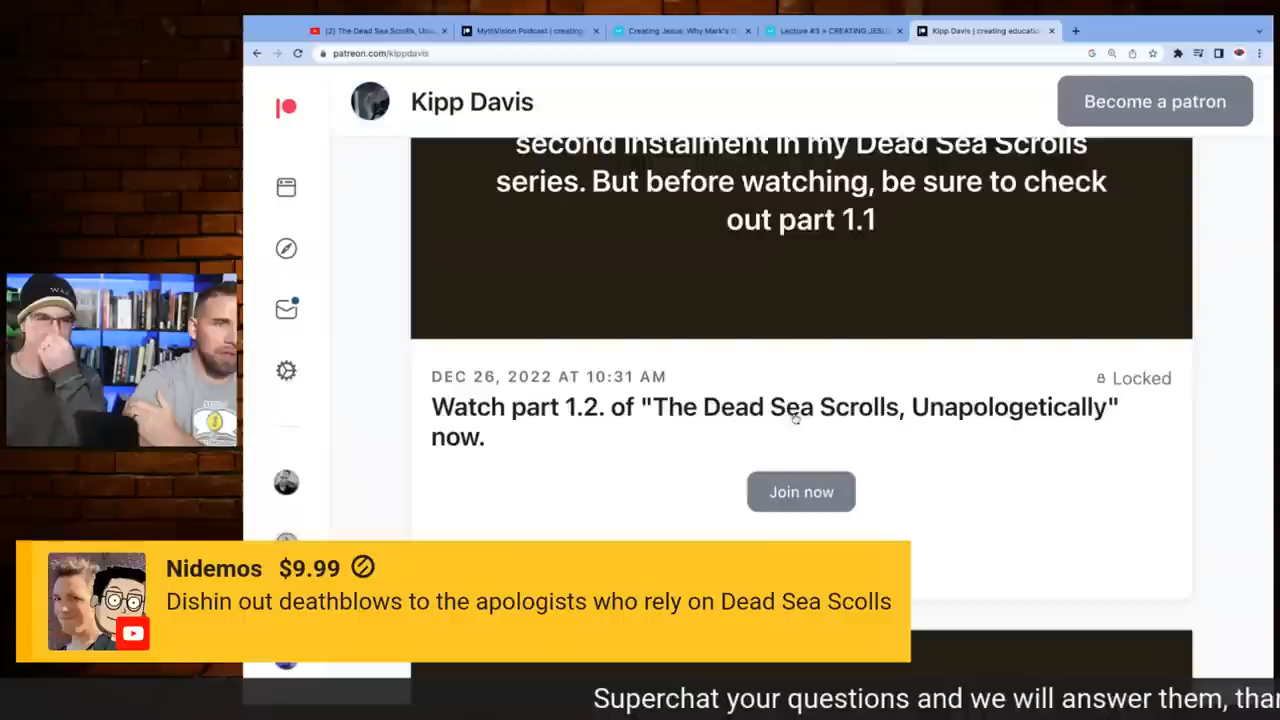 (2) The Dead Sea Scrolls, Una
MythVision Podcast | creating
Creating Jesus: Why Mark's G
Lecture #3 > CREATING JESU
Kipp Davis | creating educatio
patreon.com/kippdavis
Kipp Davis
Become a patron
second instalment in my Dead Sea Scrolls
series. But before watching, be sure to check
out part 1.1
DEC 26, 2022 AT 10:31 AM
Locked
Watch part 1.2. of "The Dead Sea Scrolls, Unapologetically"
now.
Join now
Nidemos $9.99
Dishin out deathblows to the apologists who rely on Dead Sea Scolls
Superchat your questions and we will answer them, tha